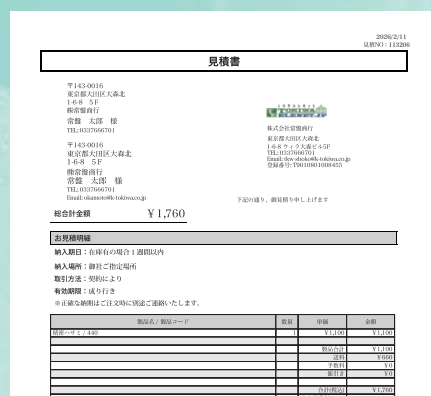 2026/2/11
見積NO：113206
見積書
〒143-0016
東京都大田区大森北
1-6-8　5F
㈱常盤商行
常盤　太郎　様
TEL: 0337666701
〒143-0016
東京都大田区大森北
1-6-8　5F
㈱常盤商行
常盤　太郎　様
TEL: 0337666701
Email: okamoto@k-tokiwa.co.jp
株式会社常盤商行
東京都大田区大森北
1-6-8 ウィラ大森ビル5F
TEL: 0337666701
Email: tkw-shoko@k-tokiwa.co.jp
登録番号: T9010801008455
総合計金額　￥1,760
下記の通り、御見積り申し上げます
お見積明細
納入期日：在庫有の場合1週間以内
納入場所：御社ご指定場所
取引方法：契約により
有効期限：成り行き
※正確な納期はご注文時に別途ご連絡いたします。
製品名 / 製品コード　数量　単価　金額
精密ハサミ / 440　1　￥1,100　￥1,100
製品合計　￥1,100
送料　￥660
手数料　￥0
値引き　￥0
合計(税込)　￥1,760